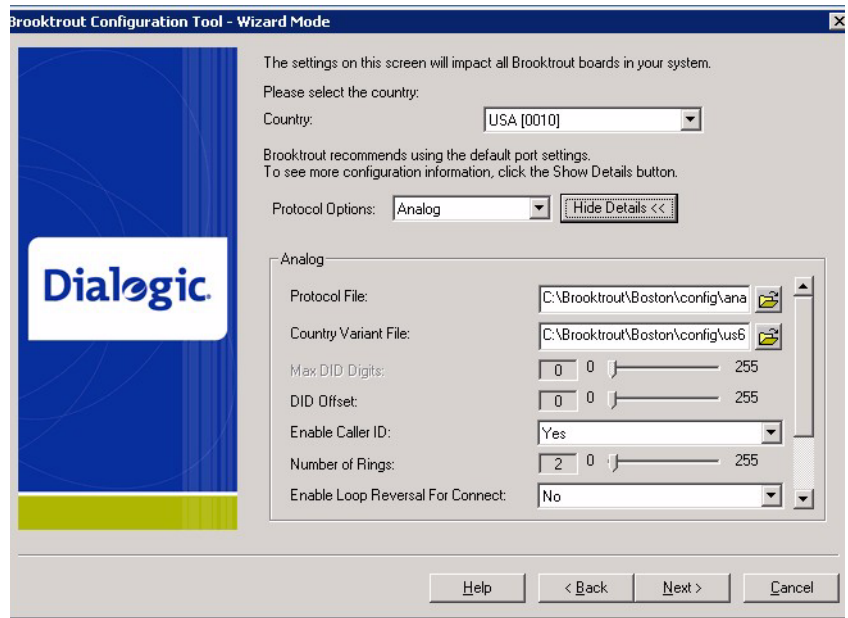 Brooktrout Configuration Tool - Wizard Mode
The settings on this screen will impact all Brooktrout boards in your system.
Please select the country:
Country: USA [0010]
Brooktrout recommends using the default port settings.
To see more configuration information, click the Show Details button.
Protocol Options: Analog Hide Details <<
Dialogic.
Analog
Protocol File: C:\Brooktrout\Boston\config\ana
Country Variant File: C:\Brooktrout\Boston\config\us6
Max DID Digits: 0 0 255
DID Offset: 0 0 255
Enable Caller ID: Yes
Number of Rings: 2 0 255
Enable Loop Reversal For Connect: No
Help < Back Next > Cancel